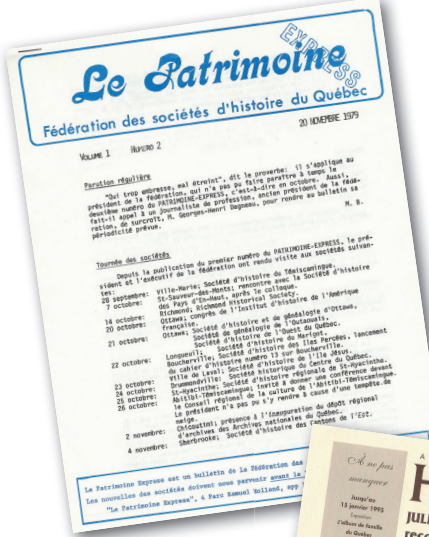 Le Patrimoine
EXPRESS
Fédération des sociétés d'histoire du Québec
VOLUME 1 NUMERO 2
20 NOVEMBRE 1979
Parution régulière
"Qui trop embrasse, mal étreint", dit le proverbe: il s'applique au
président de la fédération, qui n'a pas pu faire paraître à temps le
deuxième numéro du PATRIMOINE-EXPRESS, c'est-à-dire en octobre. Aussi,
fait-il appel à un journaliste de profession, ancien président de la fédé-
ration, de surcroît, M. Georges-Henri Dagneau, pour rendre au bulletin sa
périodicité prévue.
M. B.
Tournée des sociétés
Depuis la publication du premier numéro du PATRIMOINE-EXPRESS, le pré-
sident et l'exécutif de la fédération ont rendu visite aux sociétés suivan-
tes:
28 septembre: Ville-Marie; Société d'histoire du Témiscamingue.
7 octobre: St-Sauveur-des-Monts; rencontre avec la Société d'histoire
des Pays d'En-Haut, après le colloque.
14 octobre: Richmond; Richmond Historical Society.
20 octobre: Ottawa; congrès de l'Institut d'histoire de l'Amérique
française.
21 octobre: Ottawa; Société d'histoire et de généalogie d'Ottawa,
Société de généalogie de l'Outaouais,
Société d'histoire de l'Ouest du Québec.
22 octobre: Longueuil; Société d'histoire du Marigot.
Boucherville; Société d'histoire des Iles Percées, lancement
du cahier d'histoire numéro 13 sur Boucherville.
23 octobre: Ville de Laval; Société d'histoire de l'Ile Jésus.
24 octobre: Drummondville; Société historique du Centre du Québec.
25 octobre: St-Hyacinthe; Société d'histoire régionale de St-Hyacinthe.
26 octobre: Abitibi-Témiscamingue; invité à donner une conférence devant
le Conseil régional de la culture de l'Abitibi-Témiscamingue.
Le président n'a pas pu s'y rendre à cause d'une tempête de
neige.
2 novembre: Chicoutimi; présence à l'inauguration du dépôt régional
d'archives des Archives nationales du Québec.
4 novembre: Sherbrooke; Société d'histoire des Cantons de l'Est.
Le Patrimoine Express est un bulletin de la Fédération des
Les nouvelles des sociétés doivent nous parvenir avant la
"Le Patrimoine Express", 4 Parc Samuel Holland, app
À ne pas
manquer
Jusqu'au
15 janvier 1995
Exposition
L'album de famille
du Québec
A
H
JULI
reco